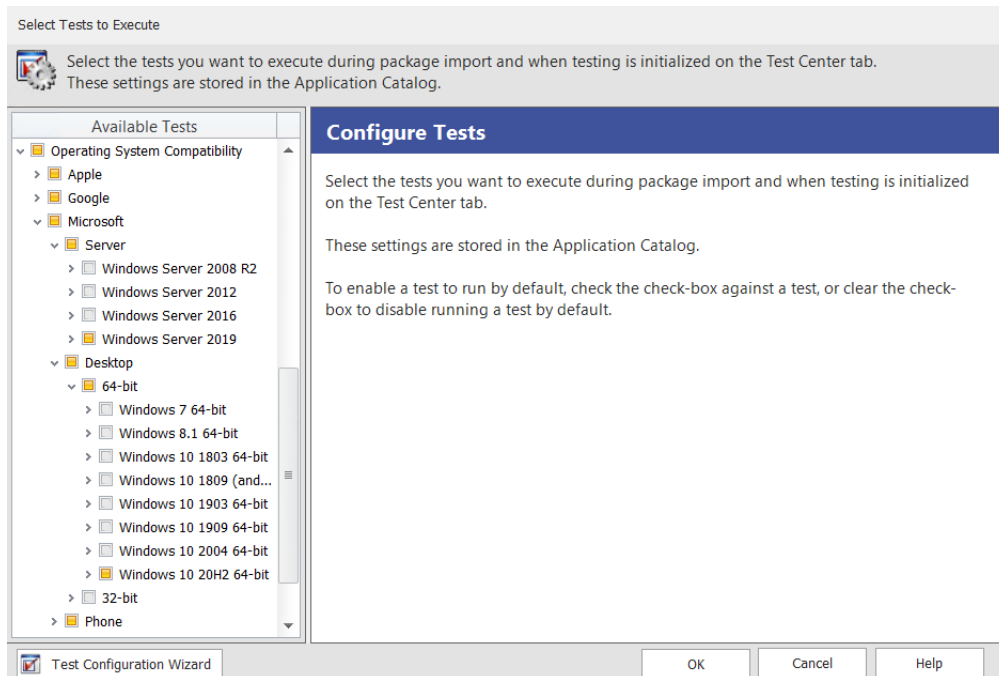 Select Tests to Execute
Select the tests you want to execute during package import and when testing is initialized on the Test Center tab.
These settings are stored in the Application Catalog.
Available Tests
Operating System Compatibility
Apple
Google
Microsoft
Server
Windows Server 2008 R2
Windows Server 2012
Windows Server 2016
Windows Server 2019
Desktop
64-bit
Windows 7 64-bit
Windows 8.1 64-bit
Windows 10 1803 64-bit
Windows 10 1809 (and...
Windows 10 1903 64-bit
Windows 10 1909 64-bit
Windows 10 2004 64-bit
Windows 10 20H2 64-bit
32-bit
Phone
Configure Tests
Select the tests you want to execute during package import and when testing is initialized
on the Test Center tab.
These settings are stored in the Application Catalog.
To enable a test to run by default, check the check-box against a test, or clear the check-
box to disable running a test by default.
Test Configuration Wizard
OK
Cancel
Help